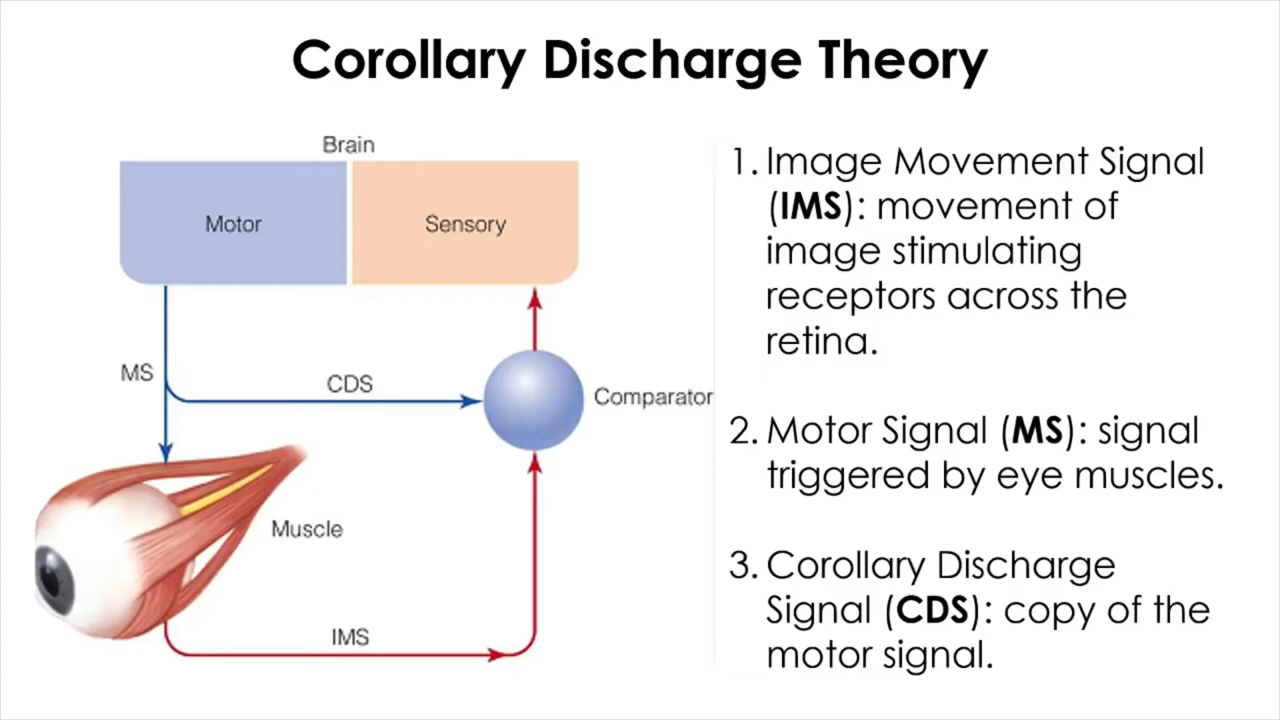 Corollary Discharge Theory
Brain
Motor
Sensory
MS
CDS
Comparator
Muscle
IMS
1. Image Movement Signal
(IMS): movement of
image stimulating
receptors across the
retina.
2. Motor Signal (MS): signal
triggered by eye muscles.
3. Corollary Discharge
Signal (CDS): copy of the
motor signal.